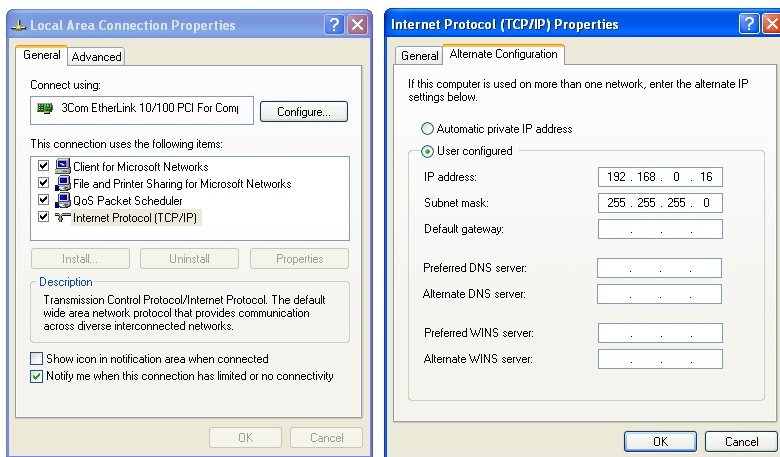 Local Area Connection Properties
General
Advanced
Connect using:
3Com EtherLink 10/100 PCI For Comp
Configure...
This connection uses the following items:
Client for Microsoft Networks
File and Printer Sharing for Microsoft Networks
QoS Packet Scheduler
Internet Protocol (TCP/IP)
Install...
Uninstall
Properties
Description
Transmission Control Protocol/Internet Protocol. The default
wide area network protocol that provides communication
across diverse interconnected networks.
Show icon in notification area when connected
Notify me when this connection has limited or no connectivity
OK
Cancel
Internet Protocol (TCP/IP) Properties
General
Alternate Configuration
If this computer is used on more than one network, enter the alternate IP
settings below.
Automatic private IP address
User configured
IP address:
192 . 168 . 0 . 16
Subnet mask:
255 . 255 . 255 . 0
Default gateway:
. . .
Preferred DNS server:
. . .
Alternate DNS server:
. . .
Preferred WINS server:
. . .
Alternate WINS server:
. . .
OK
Cancel